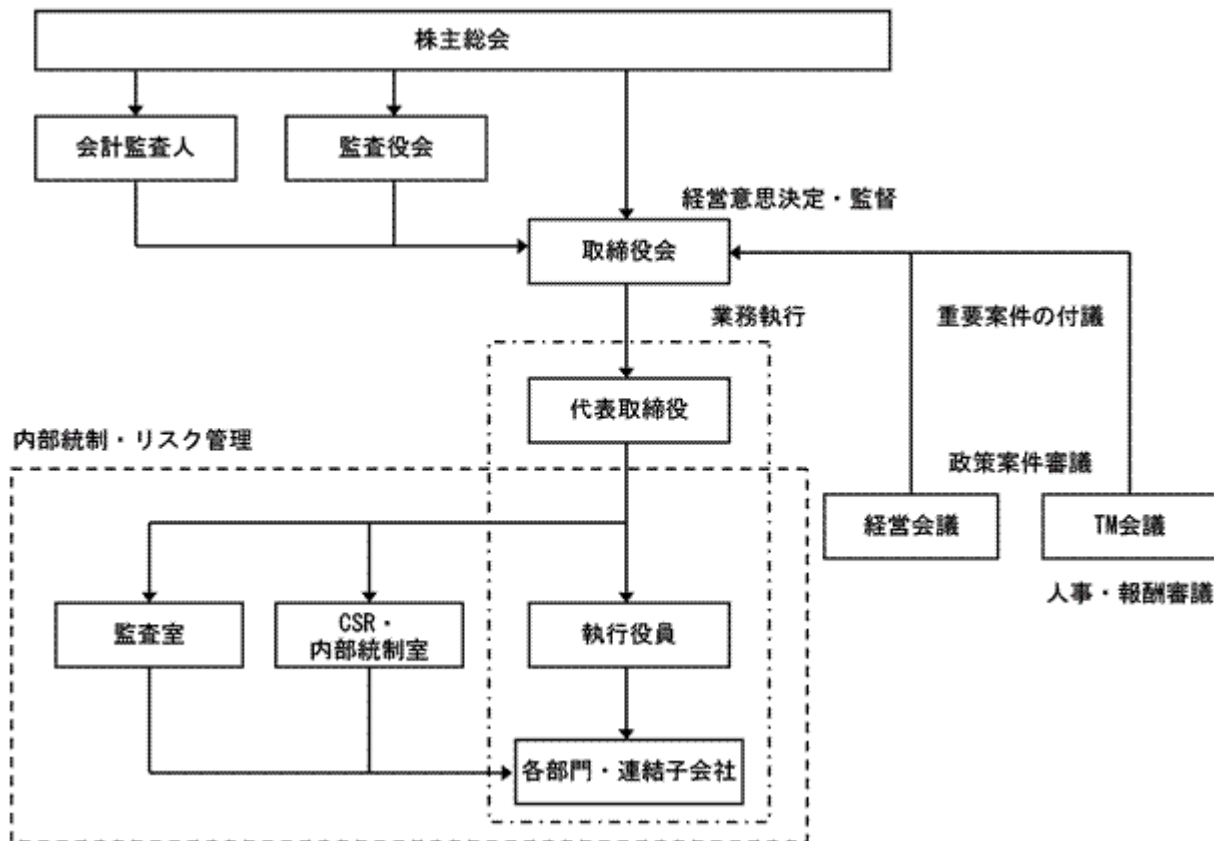 株主総会
会計監査人
監査役会
経営意思決定・監督
取締役会
業務執行
重要案件の付議
代表取締役
内部統制・リスク管理
政策案件審議
経営会議
TM会議
人事・報酬審議
監査室
CSR・
内部統制室
執行役員
各部門・連結子会社